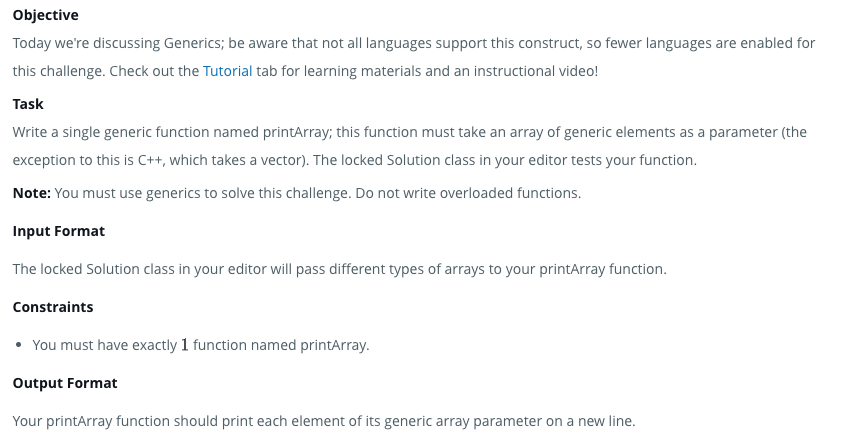 Objective
Today we're discussing Generics; be aware that not all languages support this construct, so fewer languages are enabled for
this challenge. Check out the Tutorial tab for learning materials and an instructional video!
Task
Write a single generic function named printArray; this function must take an array of generic elements as a parameter (the
exception to this is C++, which takes a vector). The locked Solution class in your editor tests your function.
Note: You must use generics to solve this challenge. Do not write overloaded functions.
Input Format
The locked Solution class in your editor will pass different types of arrays to your printArray function.
Constraints
• You must have exactly 1 function named printArray.
Output Format
Your printArray function should print each element of its generic array parameter on a new line.